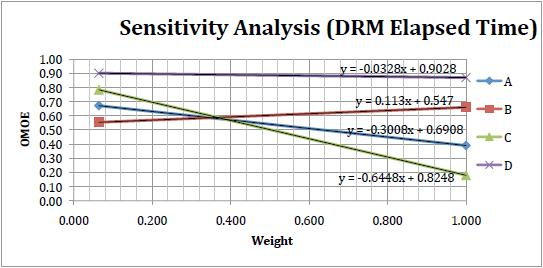 Sensitivity Analysis (DRM Elapsed Time)
1.00
0.90
0.80
0.70
0.60
0.50
0.40
0.30
0.20
0.10
0.00
OMOE
y = -0.0328x + 0.9028
y = 0.113x + 0.547
y = -0.3008x + 0.6908
y = -0.6448x + 0.8248
A
B
C
D
0.000 0.200 0.400 0.600 0.800 1.000
Weight